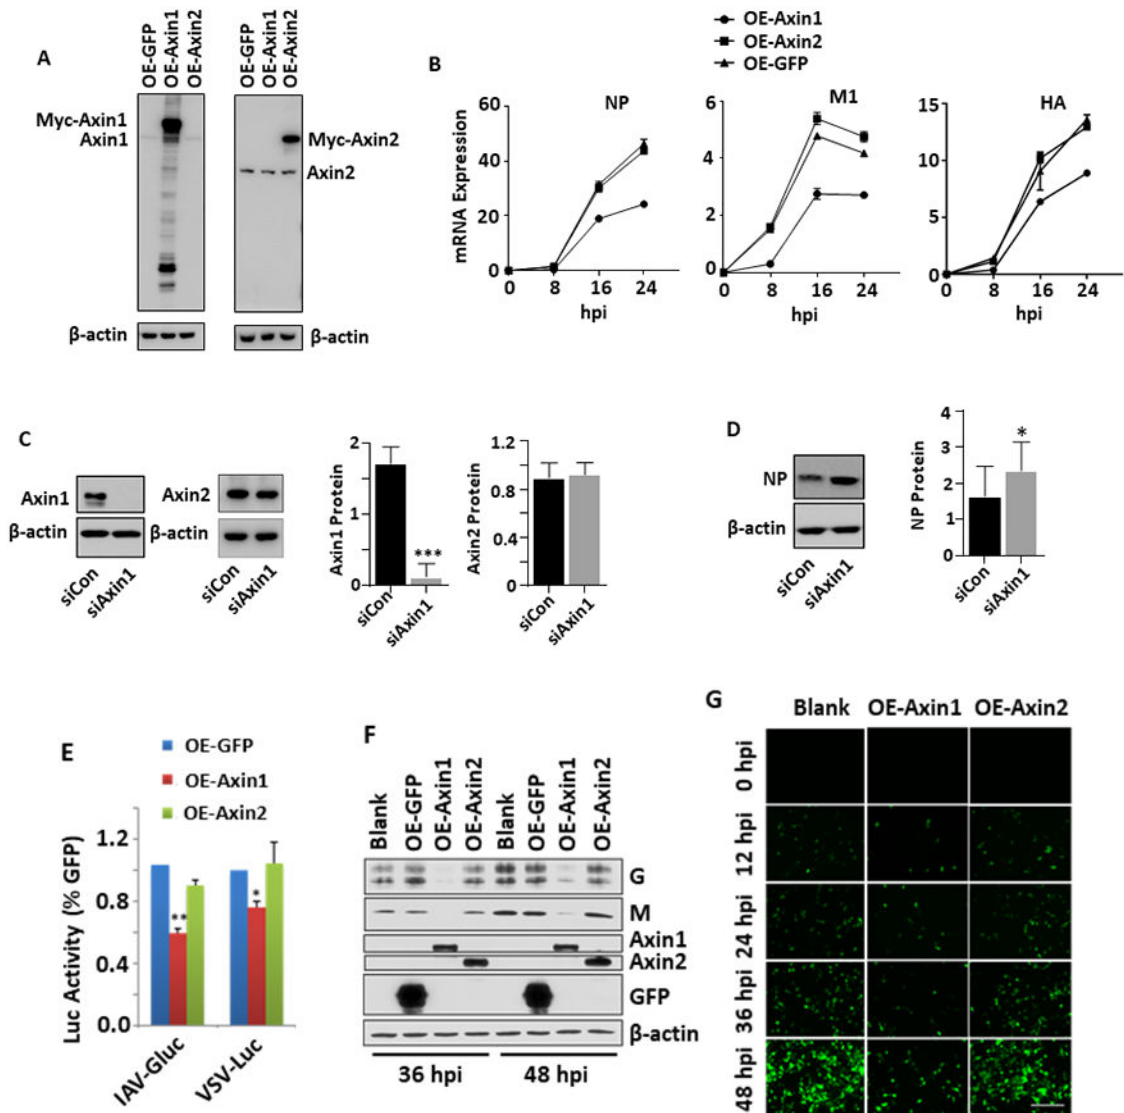 A
OE-GFP
OE-Axin1
OE-Axin2
OE-GFP
OE-Axin1
OE-Axin2
Myc-Axin1
Axin1
Myc-Axin2
Axin2
β-actin
β-actin
B
OE-Axin1
OE-Axin2
OE-GFP
mRNA Expression
NP
60
40
20
0
0 8 16 24
hpi
M1
6
4
2
0
0 8 16 24
hpi
HA
15
10
5
0
0 8 16 24
hpi
C
Axin1
β-actin
siCon
siAxin1
Axin2
β-actin
siCon
siAxin1
Axin1 Protein
2
1
0
***
siCon
siAxin1
Axin2 Protein
1.2
0.8
0.4
0
siCon
siAxin1
D
NP
β-actin
siCon
siAxin1
NP Protein
4
3
2
1
0
*
siCon
siAxin1
E
OE-GFP
OE-Axin1
OE-Axin2
Luc Activity (% GFP)
1.2
0.8
0.4
0.0
**
*
IAV-Gluc
VSV-Luc
F
Blank
OE-GFP
OE-Axin1
OE-Axin2
Blank
OE-GFP
OE-Axin1
OE-Axin2
G
M
Axin1
Axin2
GFP
β-actin
36 hpi 48 hpi
G
Blank OE-Axin1 OE-Axin2
0 hpi
12 hpi
24 hpi
36 hpi
48 hpi